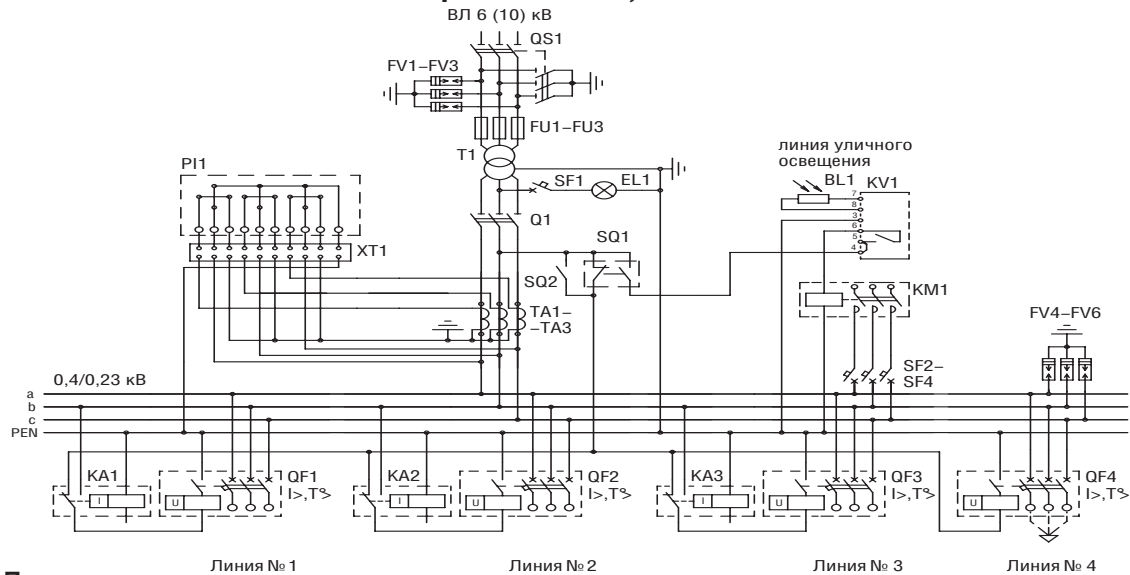 ВЛ 6 (10) кВ
QS1
FV1–FV3
FU1–FU3
T1
линия уличного
освещения
PI1
SF1
EL1
BL1
KV1
7
8
3
6
5
4
Q1
XT1
SQ1
SQ2
KM1
TA1–
–TA3
FV4–FV6
SF2–
SF4
0,4/0,23 кВ
a
b
c
PEN
KA1
QF1
I>,T°>
I
U
KA2
QF2
I>,T°>
I
U
KA3
QF3
I>,T°>
I
U
QF4
I>,T°>
U
Линия № 1
Линия № 2
Линия № 3
Линия № 4